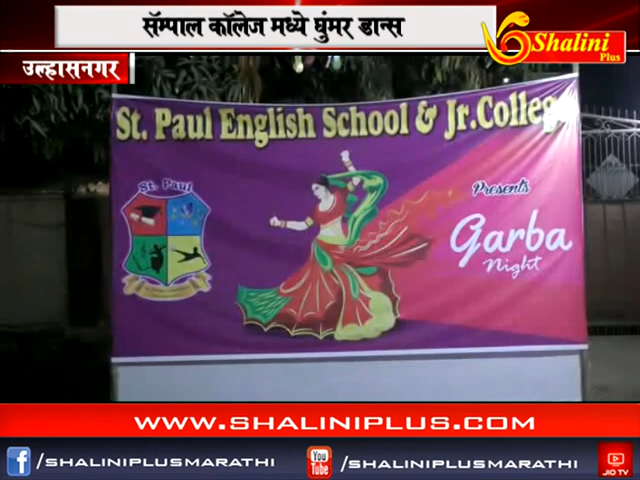 सॅम्पाल कॉलेज मध्ये घुंमर डान्स
Shalini
Plus
उल्हासनगर
St. Paul English School & Jr.Colleg
St. Paul
Presents
Garba
Night
WWW.SHALINIPLUS.COM
/SHALINIPLUSMARATHI
You Tube
/SHALINIPLUSMARATHI
JIO TV